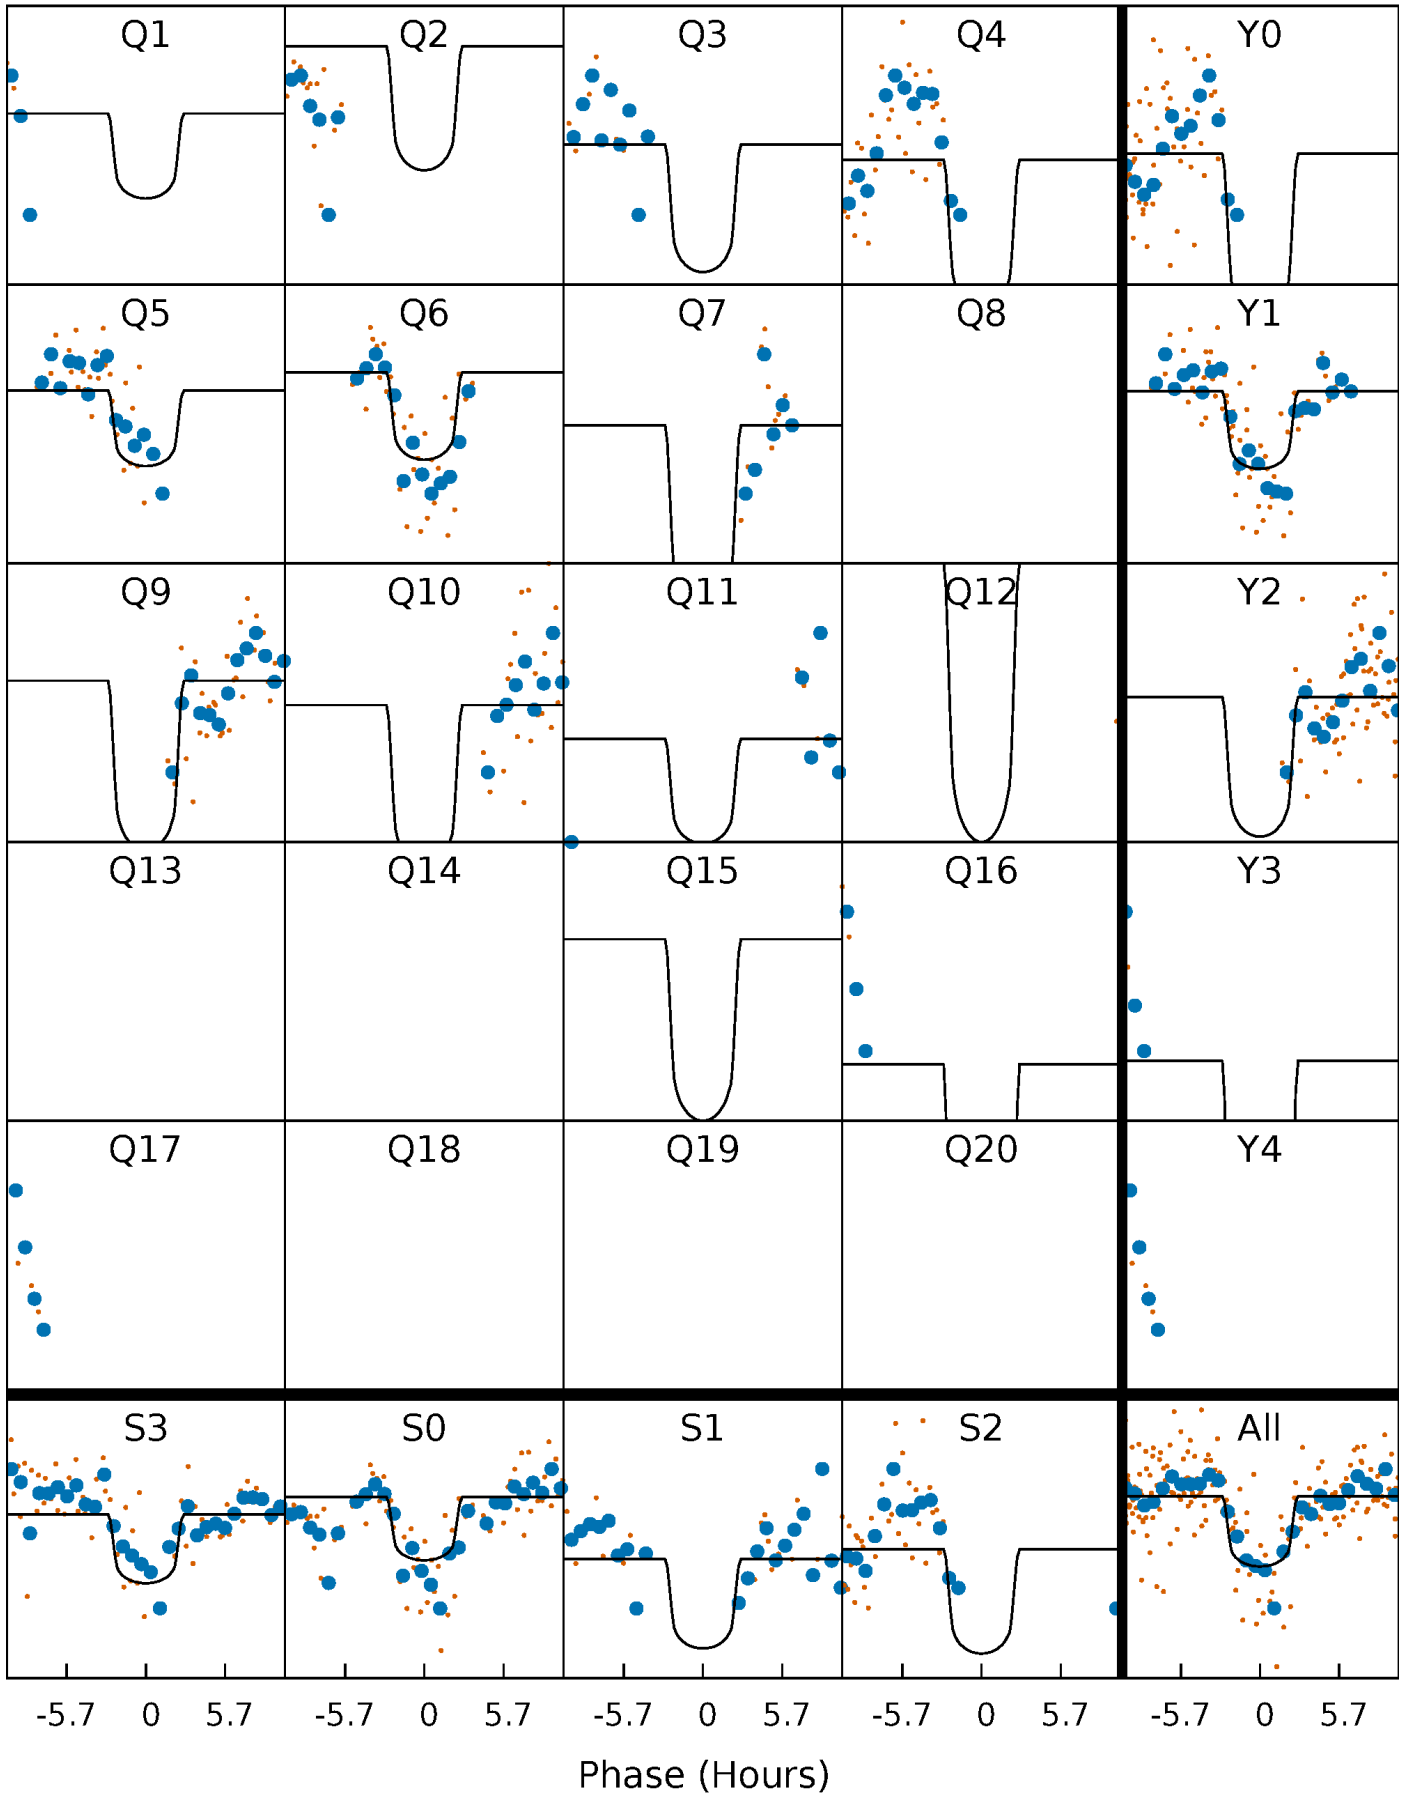 Q1 Q2 Q3 Q4 Y0
Q5 Q6 Q7 Q8 Y1
Q9 Q10 Q11 Q12 Y2
Q13 Q14 Q15 Q16 Y3
Q17 Q18 Q19 Q20 Y4
S3 S0 S1 S2 All
-5.7 0 5.7 -5.7 0 5.7 -5.7 0 5.7 -5.7 0 5.7 -5.7 0 5.7
Phase (Hours)